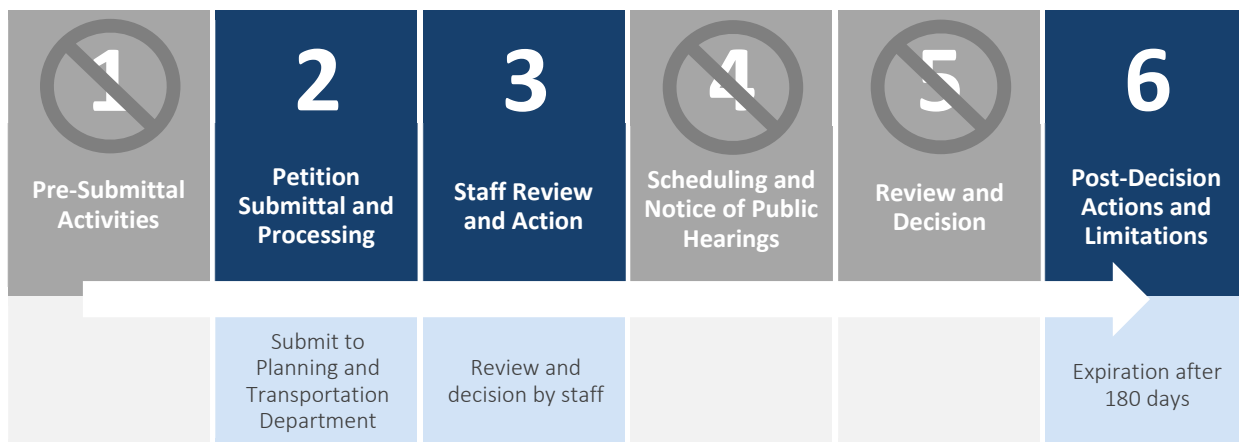 1
Pre-Submittal
Activities
2
Petition
Submittal and
Processing
Submit to
Planning and
Transportation
Department
3
Staff Review
and Action
Review and
decision by staff
4
Scheduling and
Notice of Public
Hearings
5
Review and
Decision
6
Post-Decision
Actions and
Limitations
Expiration after
180 days